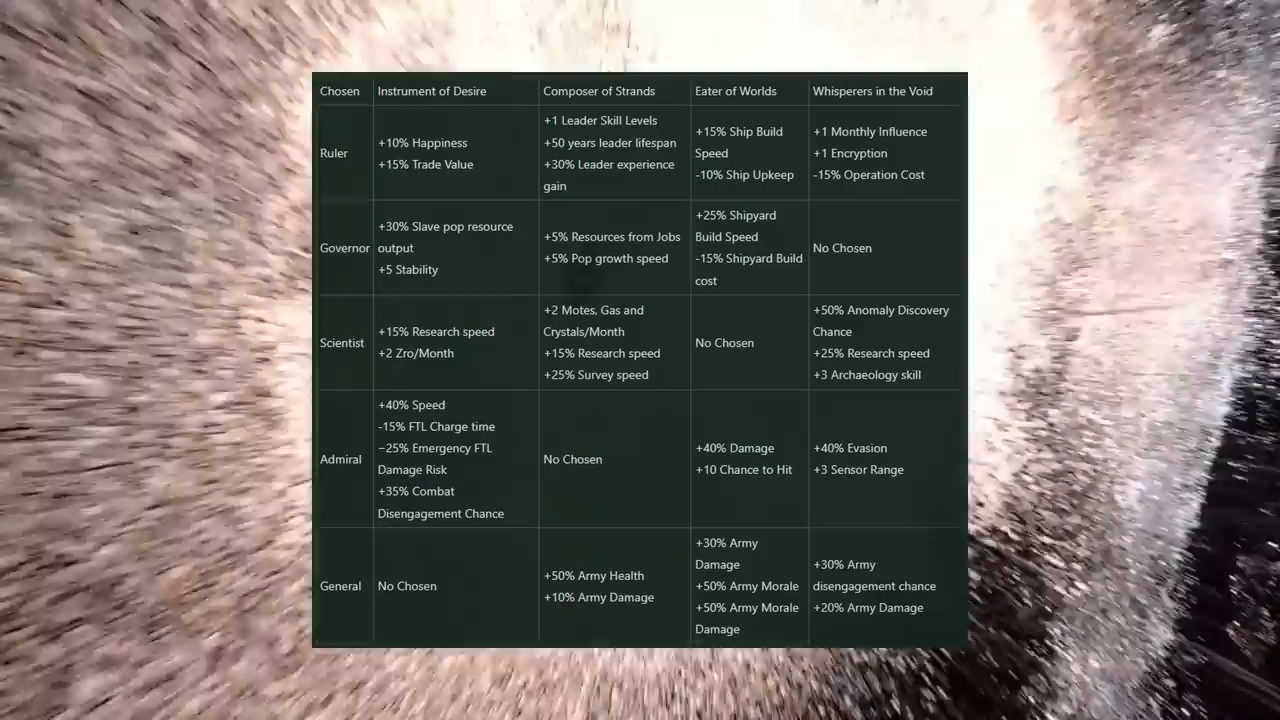 Chosen Instrument of Desire Composer of Strands Eater of Worlds Whisperers in the Void
Ruler
+10% Happiness
+15% Trade Value
+1 Leader Skill Levels
+50 years leader lifespan
+30% Leader experience
gain
+15% Ship Build
Speed
-10% Ship Upkeep
+1 Monthly Influence
+1 Encryption
-15% Operation Cost
Governor
+30% Slave pop resource
output
+5 Stability
+5% Resources from Jobs
+5% Pop growth speed
+25% Shipyard
Build Speed
-15% Shipyard Build
cost
No Chosen
Scientist
+15% Research speed
+2 Zro/Month
+2 Motes, Gas and
Crystals/Month
+15% Research speed
+25% Survey speed
No Chosen
+50% Anomaly Discovery
Chance
+25% Research speed
+3 Archaeology skill
Admiral
+40% Speed
-15% FTL Charge time
−25% Emergency FTL
Damage Risk
+35% Combat
Disengagement Chance
No Chosen
+40% Damage
+10 Chance to Hit
+40% Evasion
+3 Sensor Range
General
No Chosen
+50% Army Health
+10% Army Damage
+30% Army
Damage
+50% Army Morale
+50% Army Morale
Damage
+30% Army
disengagement chance
+20% Army Damage